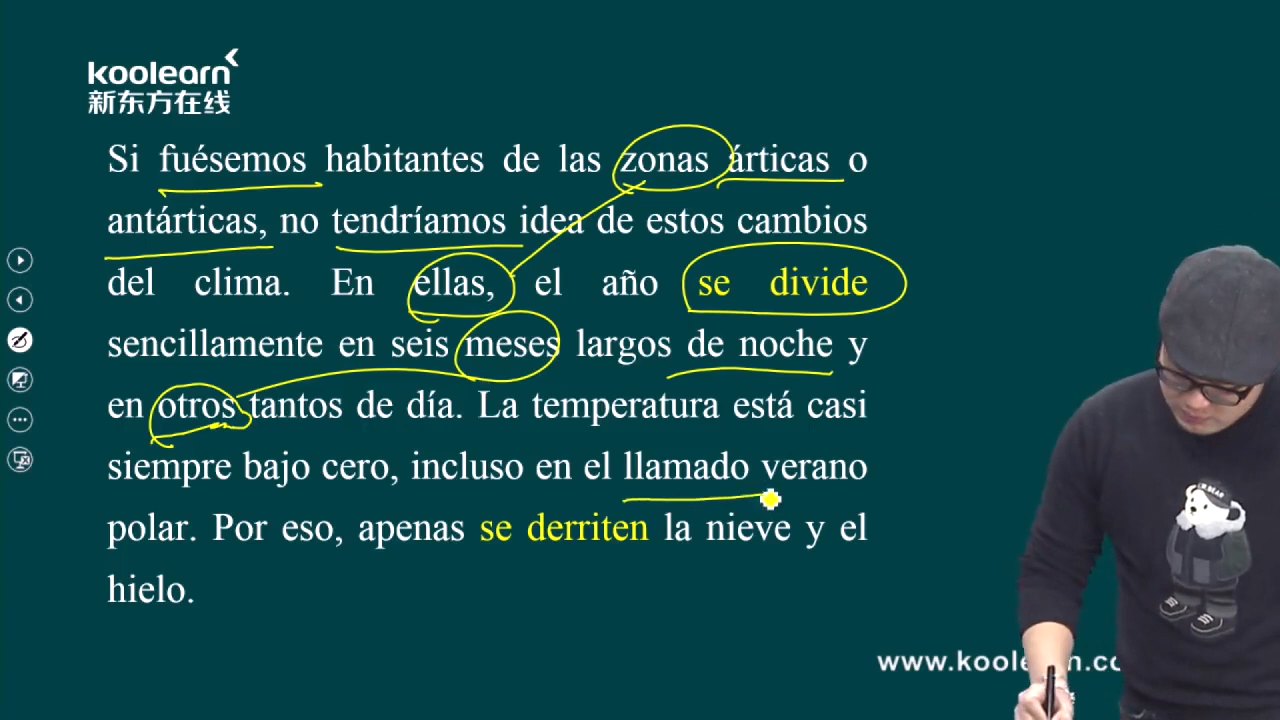 koolearn
新东方在线
Si fuésemos habitantes de las zonas árticas o
antárticas, no tendríamos idea de estos cambios
del clima. En ellas, el año se divide
sencillamente en seis meses largos de noche y
en otros tantos de día. La temperatura está casi
siempre bajo cero, incluso en el llamado verano
polar. Por eso, apenas se derriten la nieve y el
hielo.